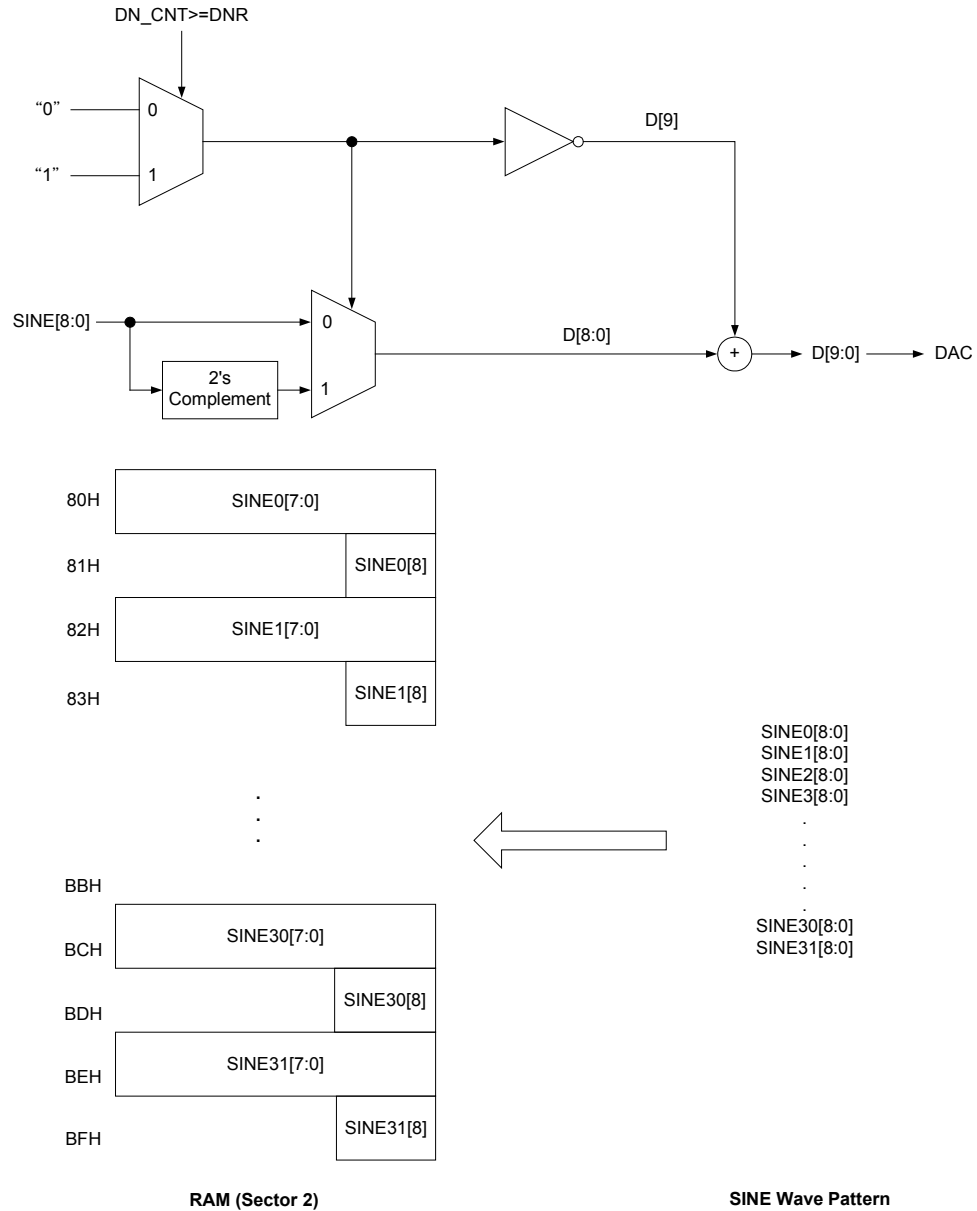 DN_CNT>=DNR
“0”
0
D[9]
“1”
1
SINE[8:0]
0
D[8:0]
+
D[9:0]
DAC
2's
Complement
1
80H
SINE0[7:0]
81H
SINE0[8]
82H
SINE1[7:0]
83H
SINE1[8]
SINE0[8:0]
SINE1[8:0]
SINE2[8:0]
SINE3[8:0]
.
.
.
.
.
SINE30[8:0]
SINE31[8:0]
.
.
.
BBH
BCH
SINE30[7:0]
BDH
SINE30[8]
BEH
SINE31[7:0]
BFH
SINE31[8]
RAM (Sector 2)
SINE Wave Pattern